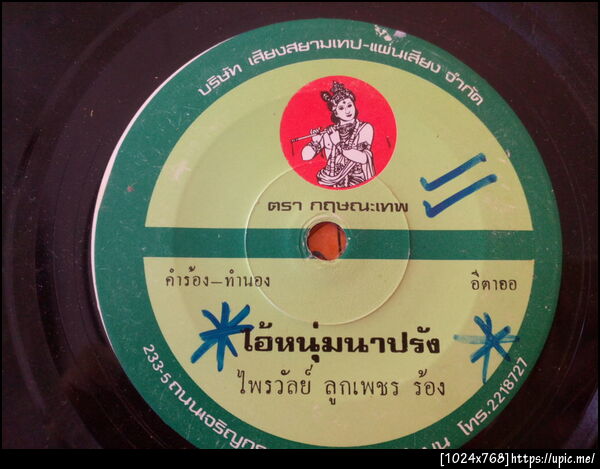 บริษัท เสียงสยามเทป-แผ่นเสียง จำกัด
ตรา กฤษณะเทพ
คำร้อง-ทำนอง
อิตาออ
ไอ้หนุ่มนาปรัง
ไพรวัลย์ ลูกเพชร ร้อง
233-5 ถนนเจริญกรุง โทร.2218727
[1024x768]https://upic.me/